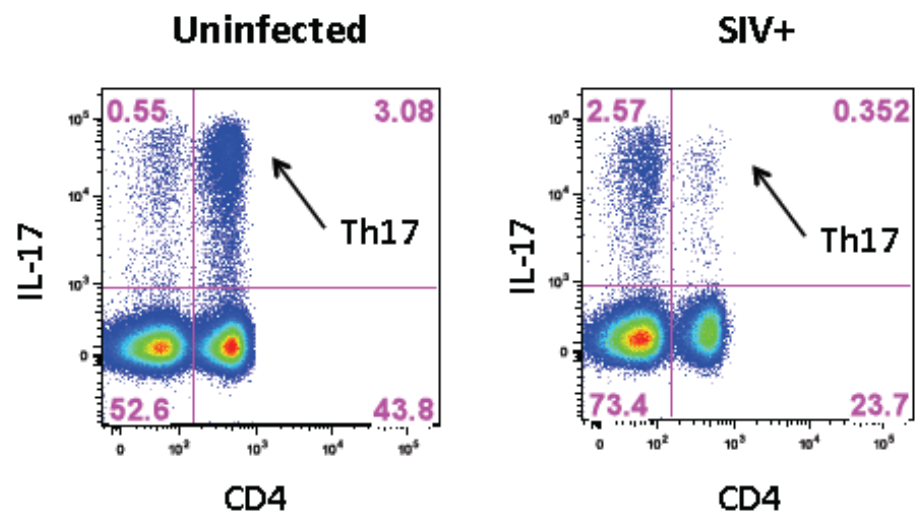 Uninfected
SIV+
0.55
3.08
2.57
0.352
10⁵
10⁴
10³
0
10⁵
10⁴
10³
0
IL-17
IL-17
Th17
Th17
52.6
43.8
73.4
23.7
0 10² 10³ 10⁴ 10⁵
0 10² 10³ 10⁴ 10⁵
CD4
CD4